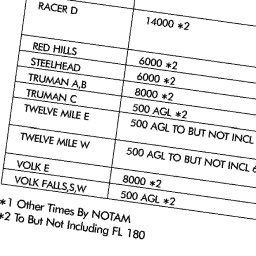 RACER D 14000 *2
RED HILLS 6000 *2
STEELHEAD 6000 *2
TRUMAN A,B 8000 *2
TRUMAN C 500 AGL *2
TWELVE MILE E 500 AGL TO BUT NOT INCL
TWELVE MILE W 500 AGL TO BUT NOT INCL 6
VOLK E 8000 *2
VOLK FALLS,S,W 500 AGL *2
*1 Other Times By NOTAM
*2 To But Not Including FL 180